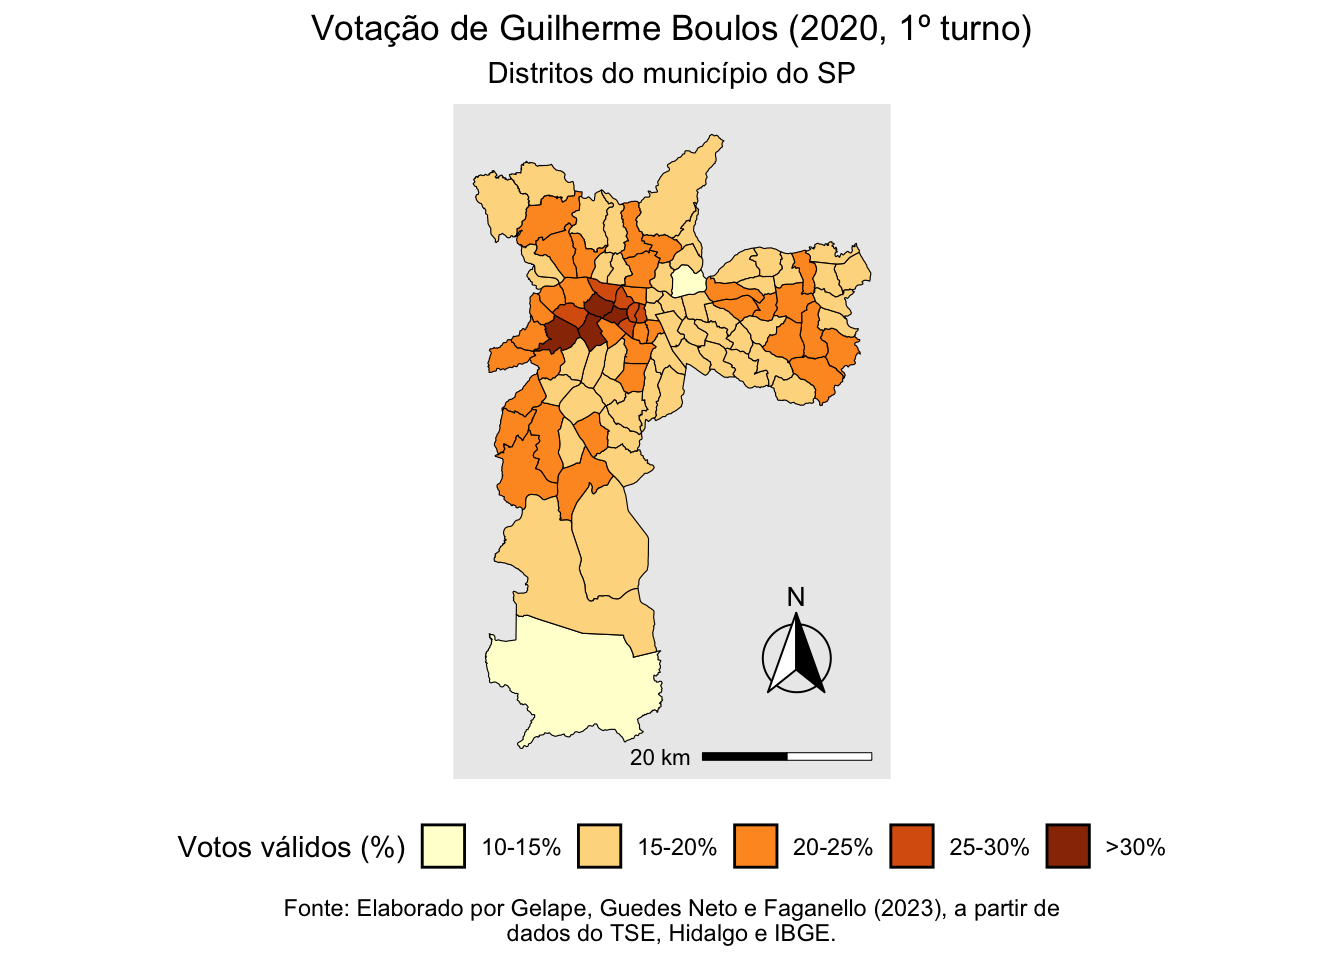 Votação de Guilherme Boulos (2020, 1º turno)
Distritos do município do SP
N
20 km
Votos válidos (%) 10-15% 15-20% 20-25% 25-30% >30%
Fonte: Elaborado por Gelape, Guedes Neto e Faganello (2023), a partir de
dados do TSE, Hidalgo e IBGE.